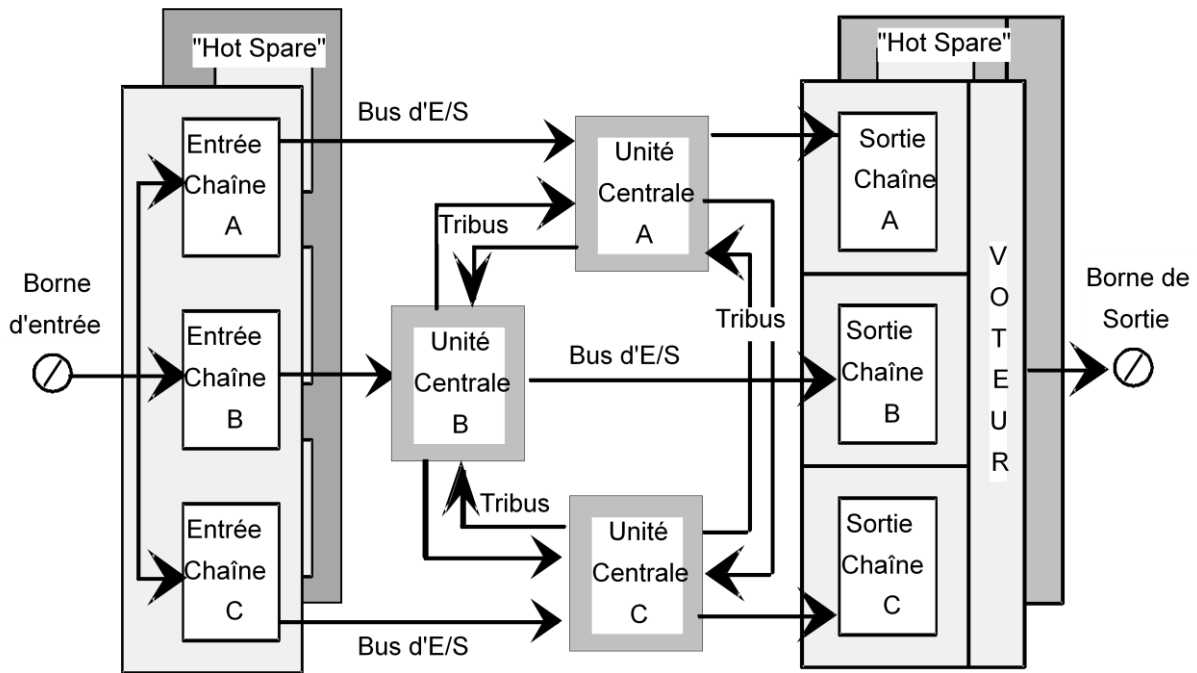 "Hot Spare"
"Hot Spare"
Bus d'E/S
Entrée
Chaîne
A
Unité
Centrale
A
Sortie
Chaîne
A
Tribus
Borne
d'entrée
Entrée
Chaîne
B
Unité
Centrale
B
Bus d'E/S
Tribus
Sortie
Chaîne
B
V
O
T
E
U
R
Borne de
Sortie
Tribus
Entrée
Chaîne
C
Unité
Centrale
C
Sortie
Chaîne
C
Bus d'E/S